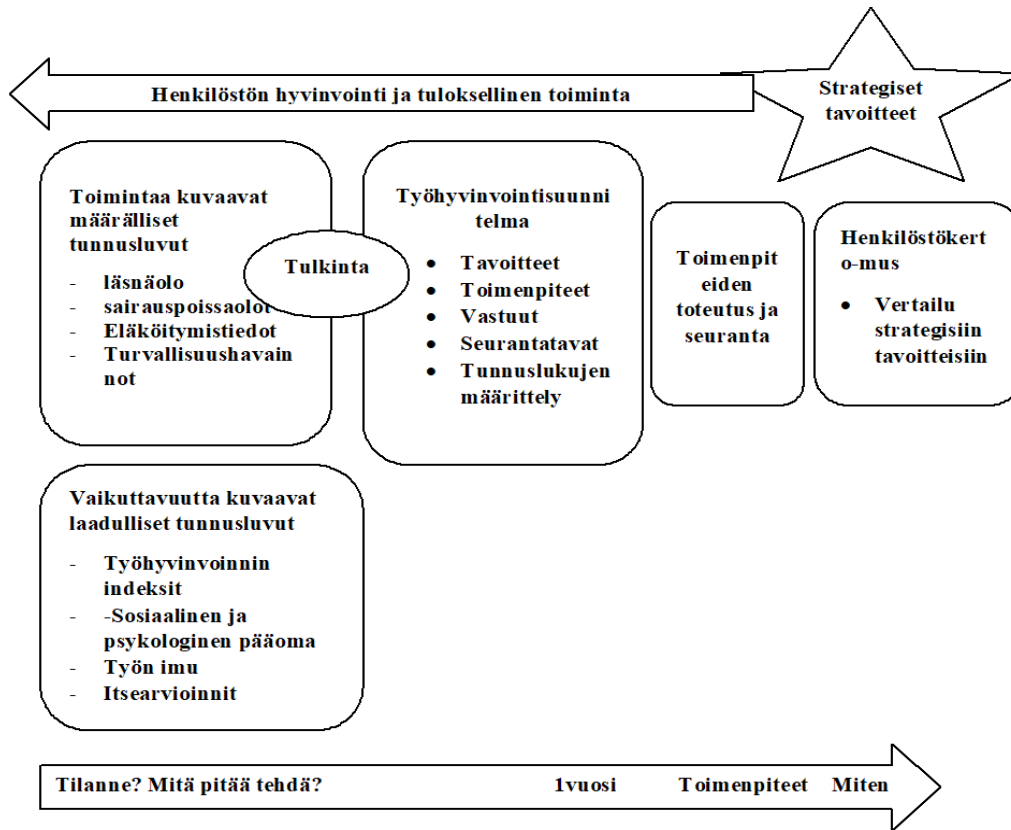 Henkilöstön hyvinvointi ja tuloksellinen toiminta
Strategiset
tavoitteet
Toimintaa kuvaavat
määrälliset
tunnusluvut
- läsnäolo
- sairauspoissaolot
- Eläköitymistiedot
- Turvallisuushavain
not
Tulkinta
Työhyvinvointisuunni
telma
• Tavoitteet
• Toimenpiteet
• Vastuut
• Seurantatavat
• Tunnuslukujen
määrittely
Toimenpit
eiden
toteutus ja
seuranta
Henkilöstökert
o-mus
• Vertailu
strategisiin
tavoitteisiin
Vaikuttavuutta kuvaavat
laadulliset tunnusluvut
- Työhyvinvoinnin
indeksit
- -Sosiaalinen ja
psykologinen pääoma
- Työn imu
- Itsearvioinnit
Tilanne? Mitä pitää tehdä? 1vuosi Toimenpiteet Miten